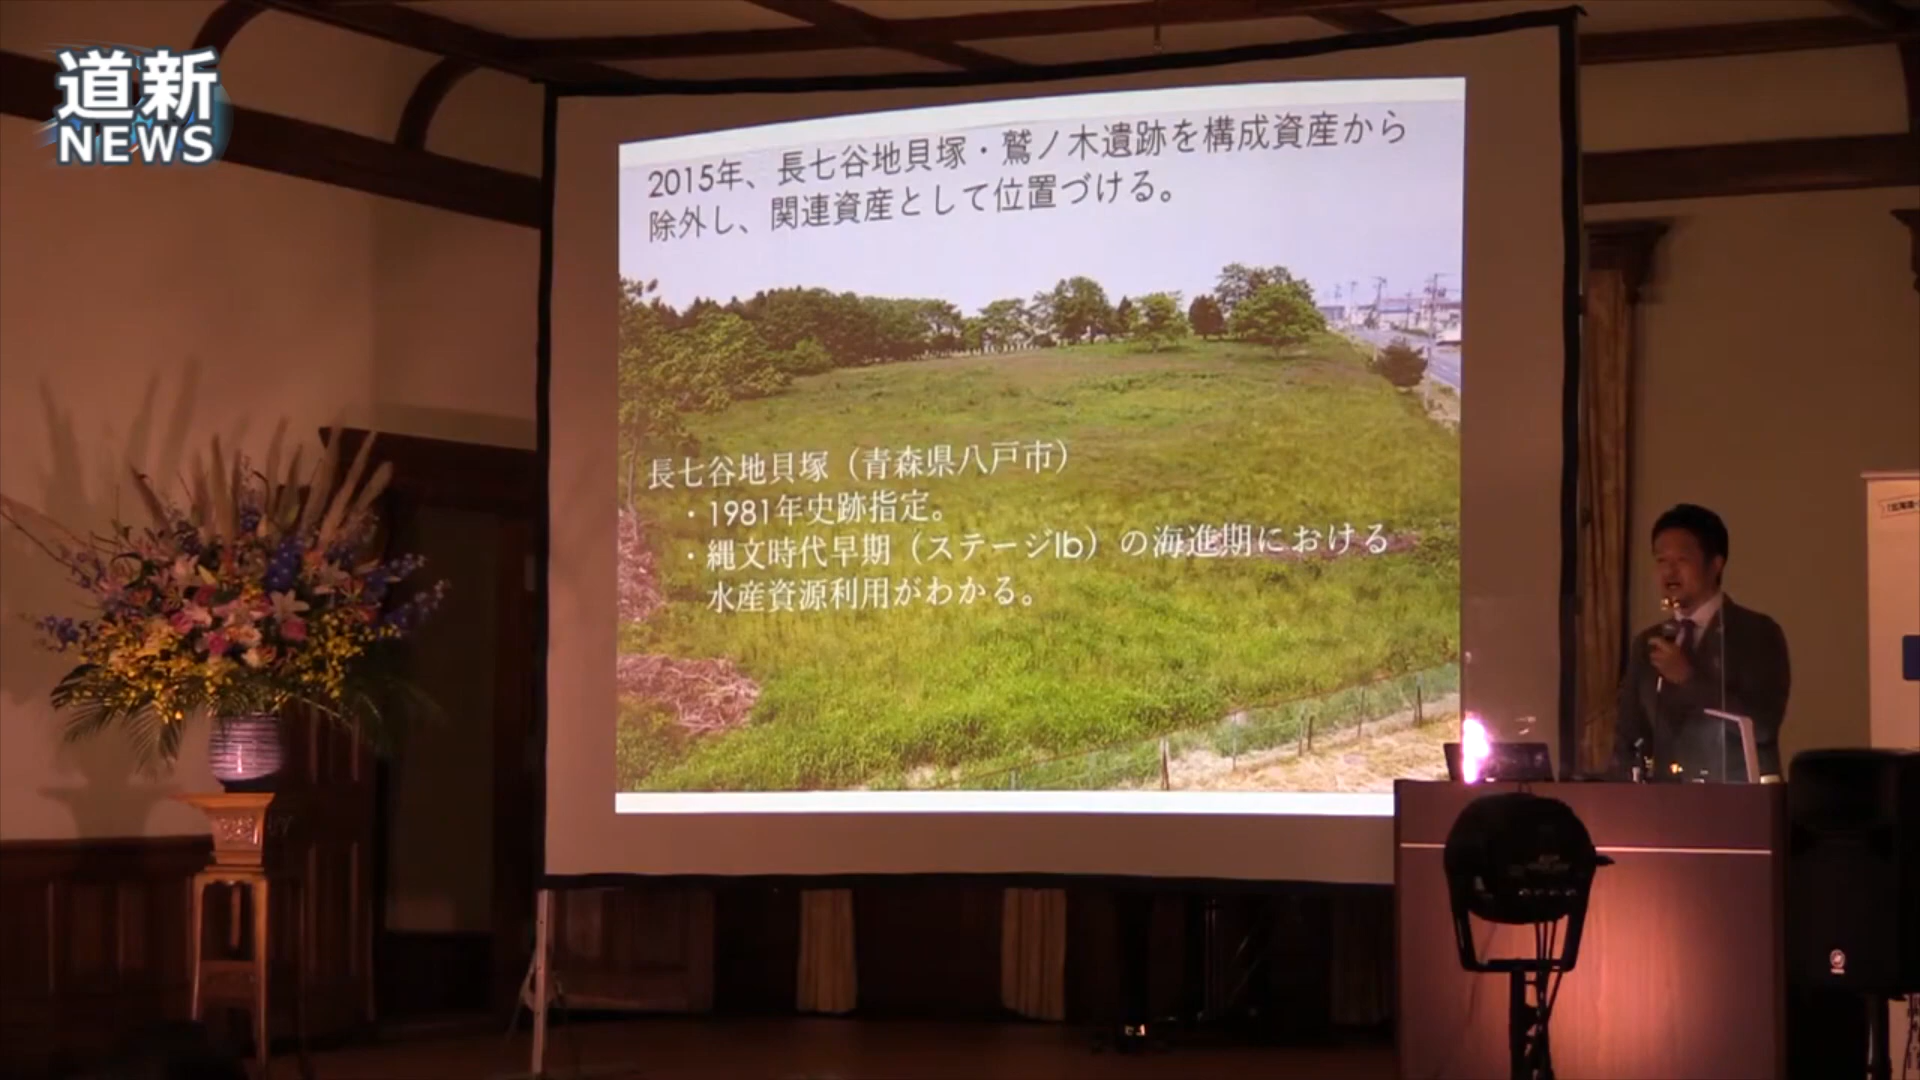 道新
NEWS
2015年、長七谷地貝塚・鷲ノ木遺跡を構成資産から
除外し、関連資産として位置づける。
長七谷地貝塚（青森県八戸市）
・1981年史跡指定。
・縄文時代早期（ステージIb）の海進期における
水産資源利用がわかる。